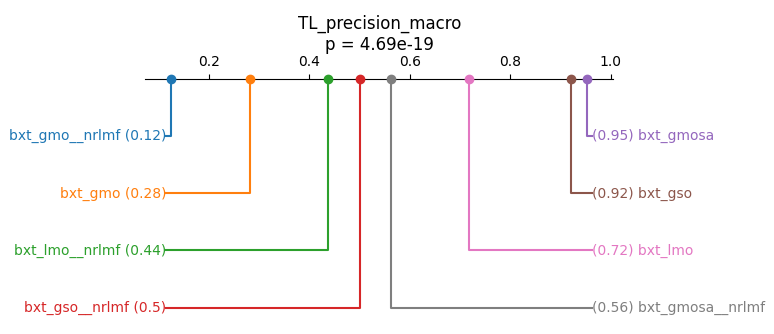 TL_precision_macro
p = 4.69e-19
0.2 0.4 0.6 0.8 1.0
bxt_gmo__nrlmf (0.12) (0.95) bxt_gmosa
bxt_gmo (0.28) (0.92) bxt_gso
bxt_lmo__nrlmf (0.44) (0.72) bxt_lmo
bxt_gso__nrlmf (0.5) (0.56) bxt_gmosa__nrlmf